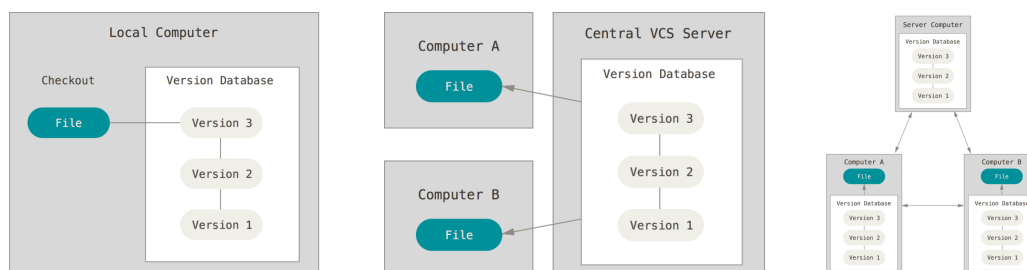 Local Computer
Checkout
Version Database
File
Version 3
Version 2
Version 1
Computer A
File
Computer B
File
Central VCS Server
Version Database
Version 3
Version 2
Version 1
Server Computer
Version Database
Version 3
Version 2
Version 1
Computer A
File
Version Database
Version 3
Version 2
Version 1
Computer B
File
Version Database
Version 3
Version 2
Version 1